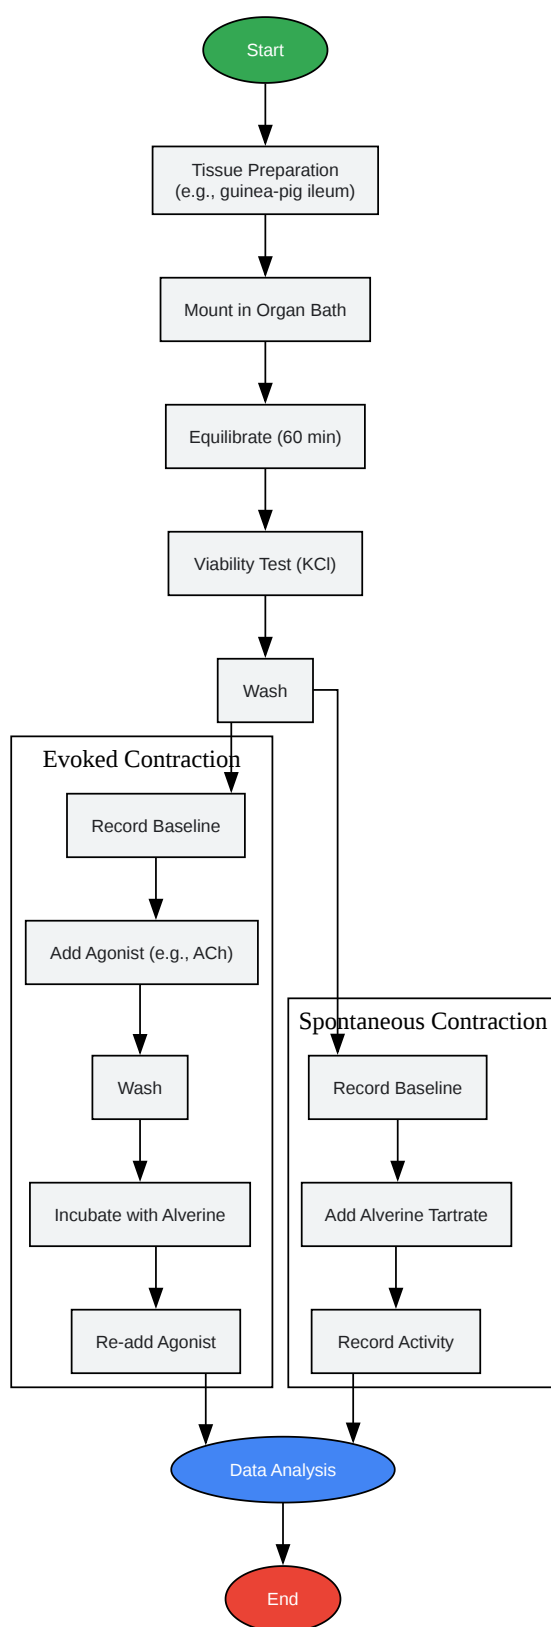 Start
Tissue Preparation
(e.g., guinea-pig ileum)
Mount in Organ Bath
Equilibrate (60 min)
Viability Test (KCl)
Wash
Evoked Contraction
Record Baseline
Add Agonist (e.g., ACh)
Wash
Incubate with Alverine
Re-add Agonist
Spontaneous Contraction
Record Baseline
Add Alverine Tartrate
Record Activity
Data Analysis
End